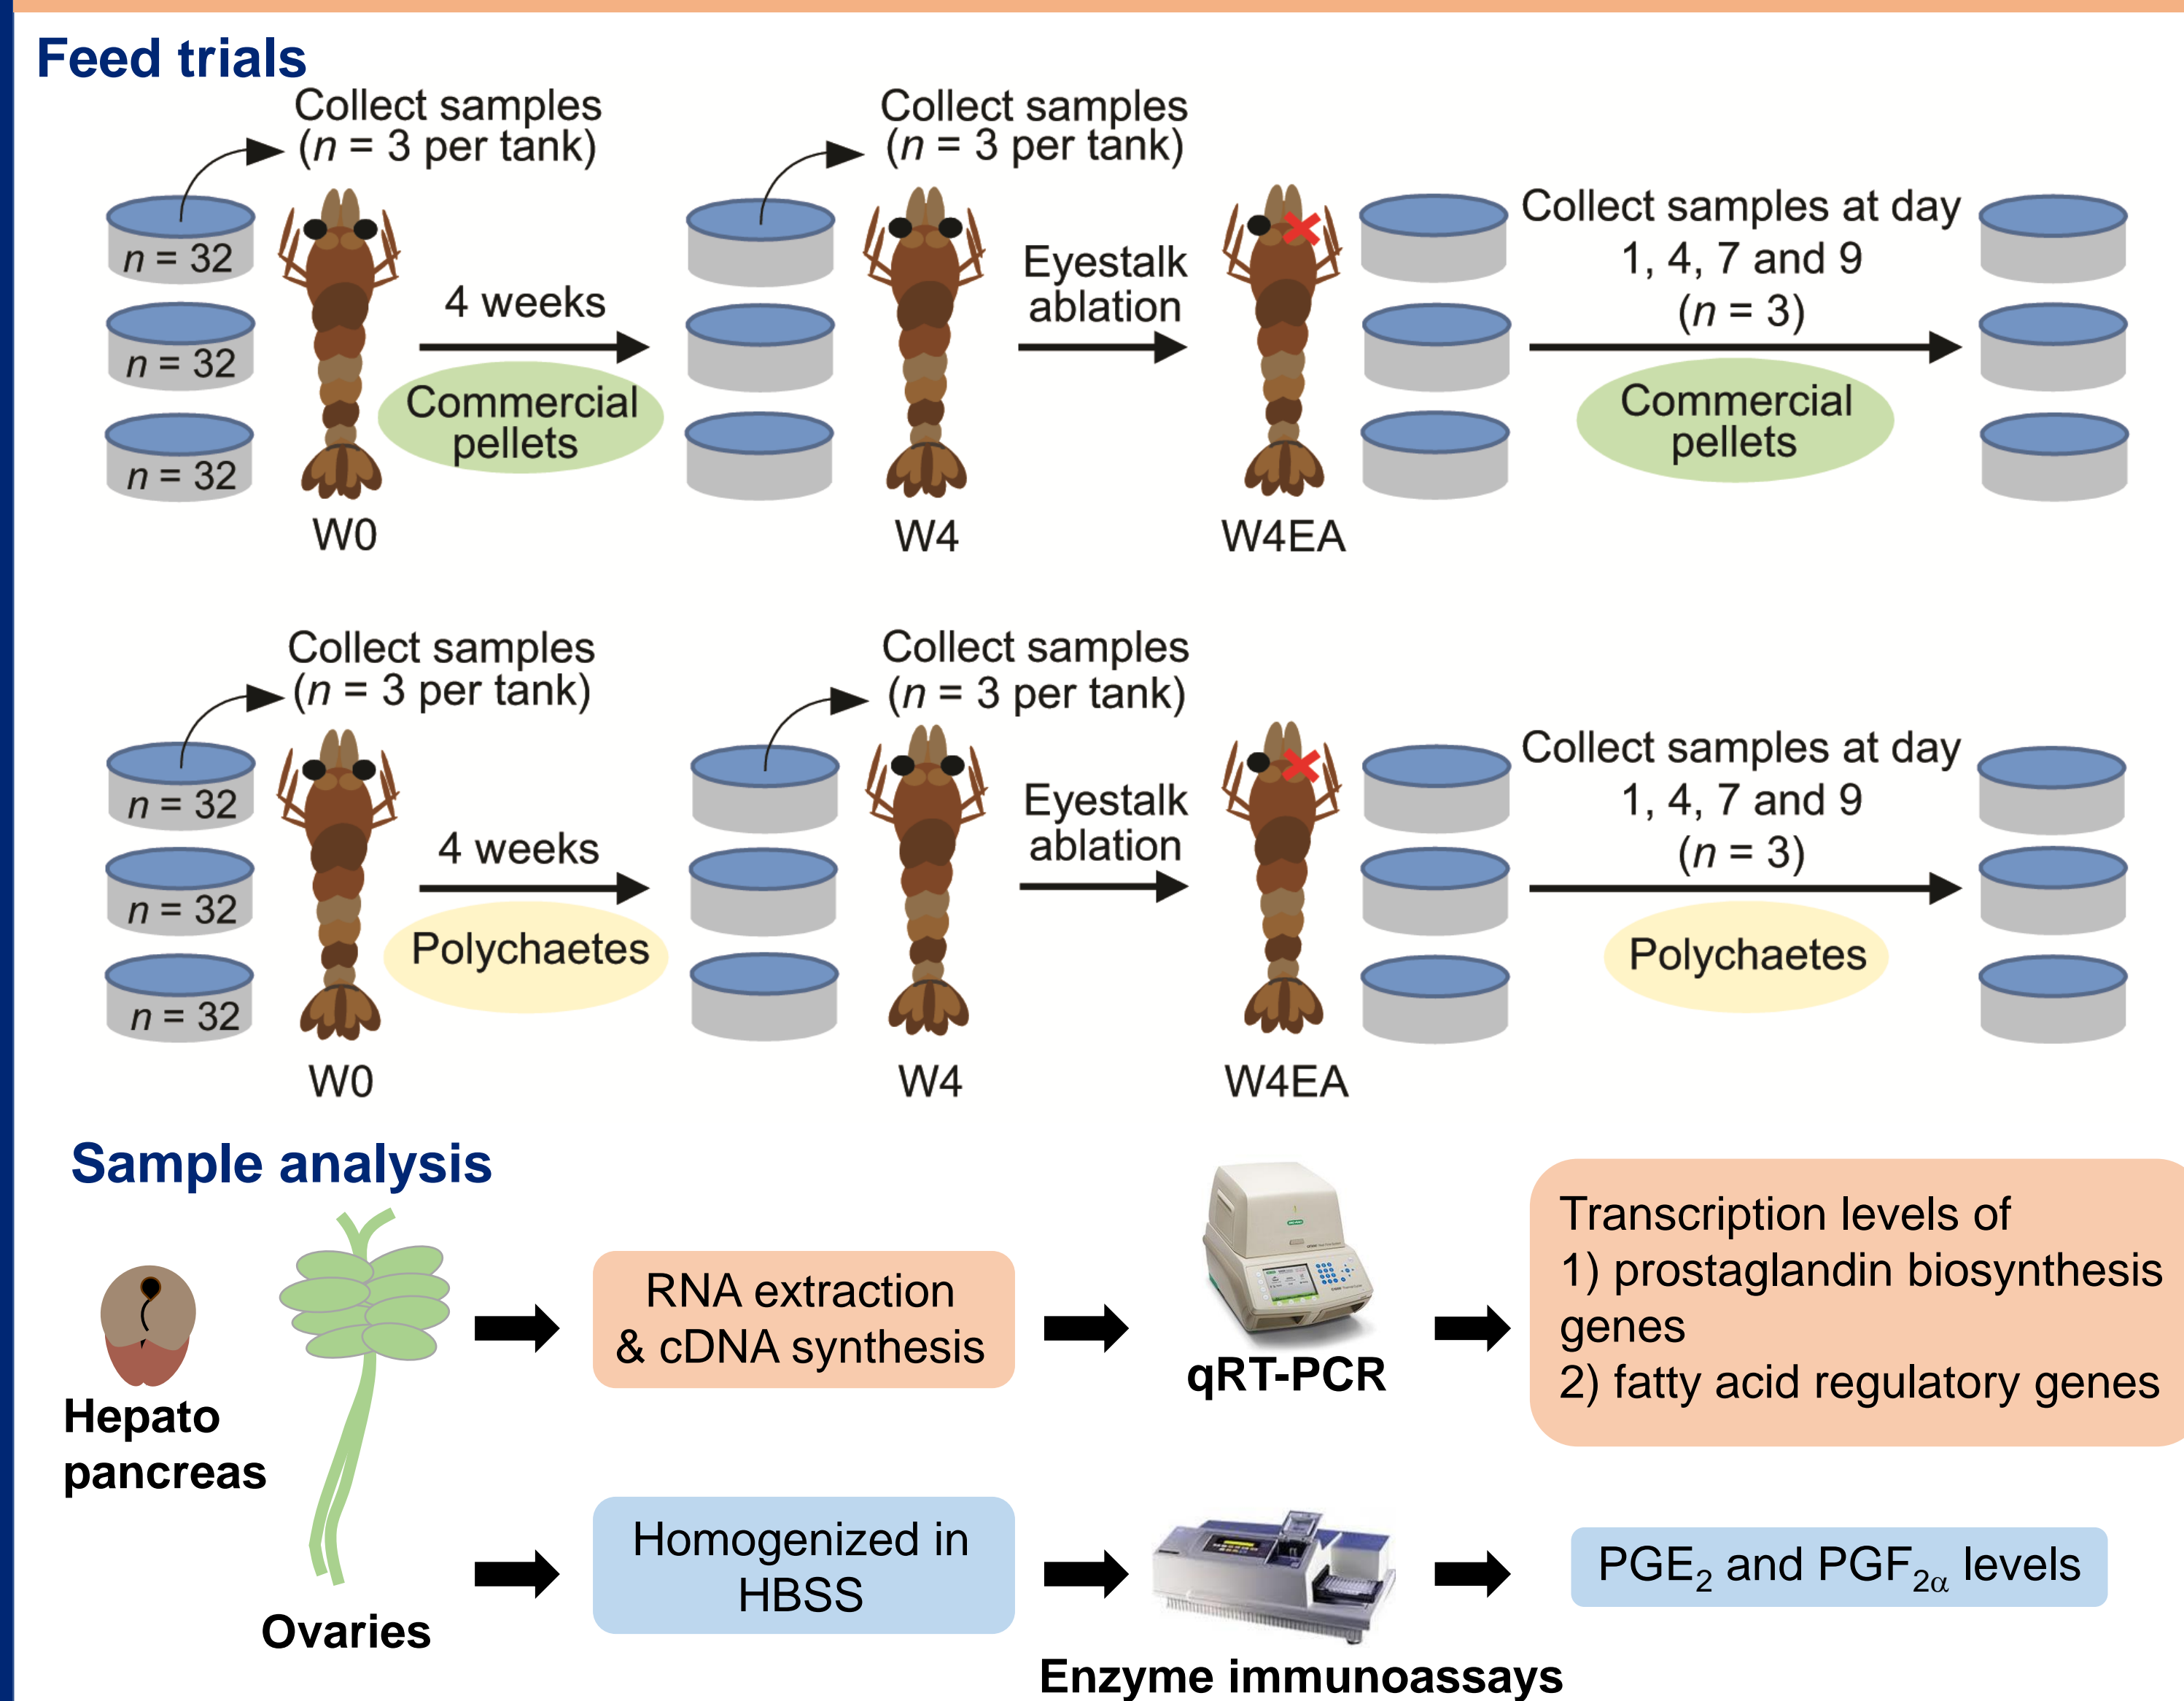 Feed trials
Collect samples
(n = 3 per tank)
Collect samples
(n = 3 per tank)
n = 32
n = 32
n = 32
4 weeks
Commercial
pellets
Eyestalk
ablation
Collect samples at day
1, 4, 7 and 9
(n = 3)
Commercial
pellets
W0
W4
W4EA
Collect samples
(n = 3 per tank)
Collect samples
(n = 3 per tank)
n = 32
n = 32
n = 32
4 weeks
Polychaetes
Eyestalk
ablation
Collect samples at day
1, 4, 7 and 9
(n = 3)
Polychaetes
W0
W4
W4EA
Sample analysis
Hepato
pancreas
Ovaries
RNA extraction
& cDNA synthesis
qRT-PCR
Transcription levels of
1) prostaglandin biosynthesis
genes
2) fatty acid regulatory genes
Homogenized in
HBSS
Enzyme immunoassays
PGE₂ and PGF₂α levels